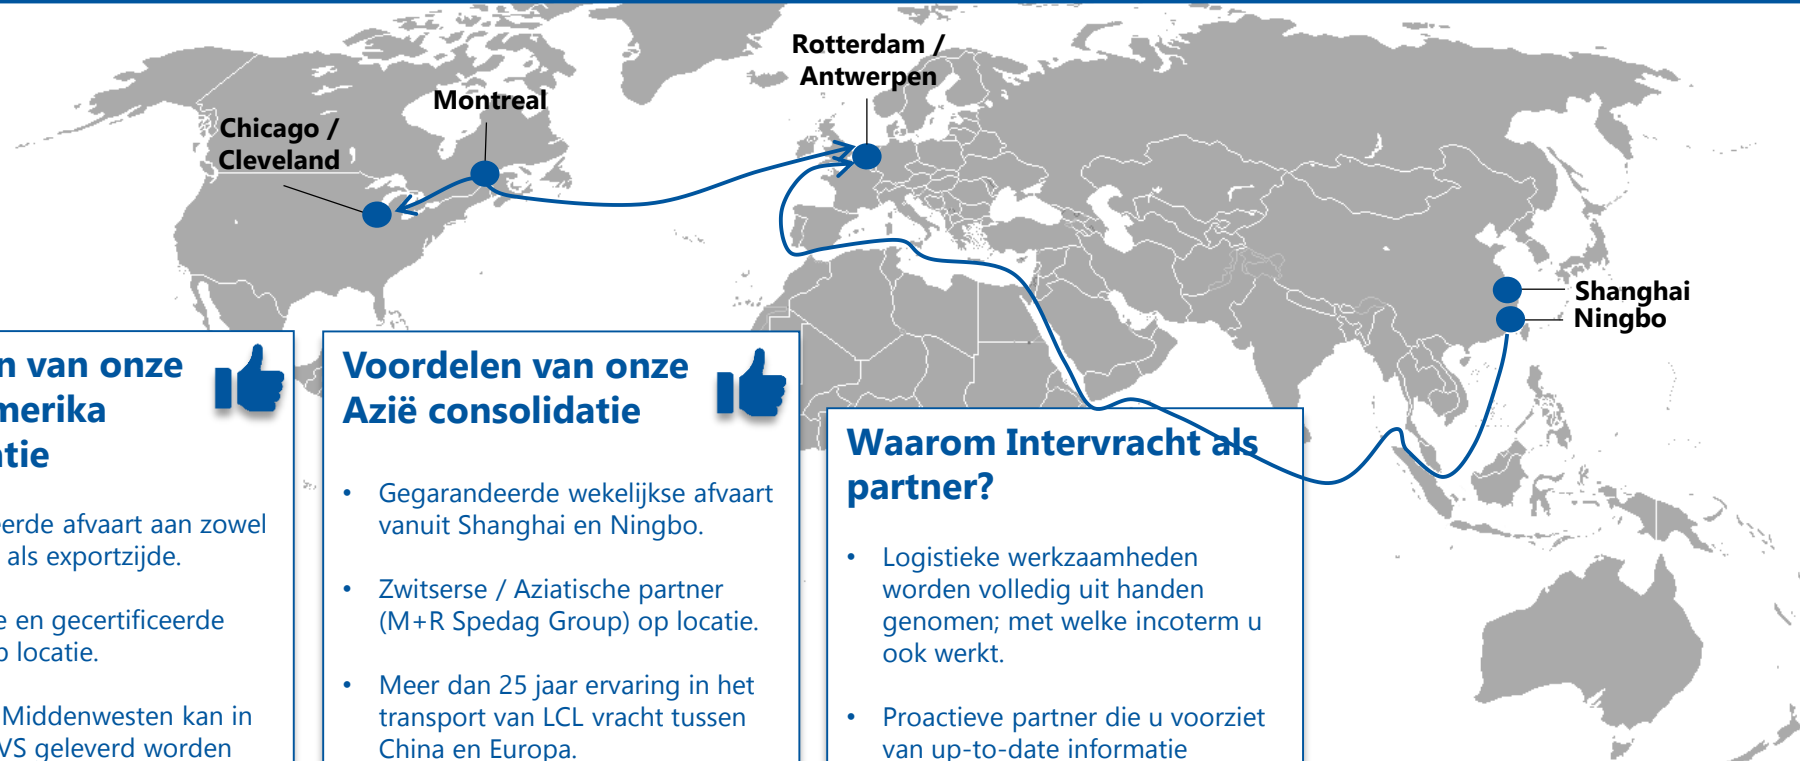 Rotterdam /
Antwerpen
Montreal
Chicago /
Cleveland
Shanghai
Ningbo
n van onze
merika
tie
eerde afvaart aan zowel
als exportzijde.
e en gecertificeerde
locatie.
Middenwesten kan in
VS geleverd worden
Voordelen van onze
Azië consolidatie
• Gegarandeerde wekelijkse afvaart
vanuit Shanghai en Ningbo.
• Zwitserse / Aziatische partner
(M+R Spedag Group) op locatie.
• Meer dan 25 jaar ervaring in het
transport van LCL vracht tussen
China en Europa.
Waarom Intervracht als
partner?
• Logistieke werkzaamheden
worden volledig uit handen
genomen; met welke incoterm u
ook werkt.
• Proactieve partner die u voorziet
van up-to-date informatie